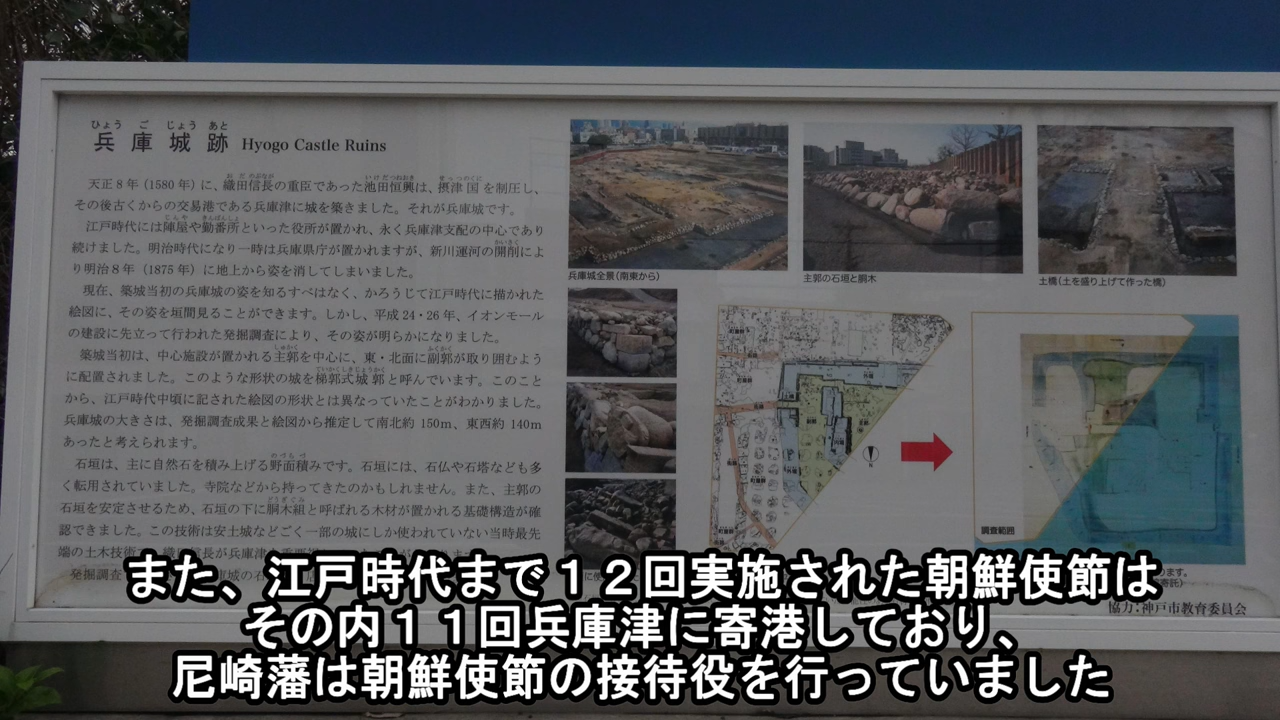 ひょう ご じょう あと
兵庫城跡 Hyogo Castle Ruins
天正8年(1580年)に、織田信長の重臣であった池田恒興は、摂津国を制圧し、
その後古くからの交易港である兵庫津に城を築きました。それが兵庫城です。
江戸時代には陣屋や勤番所といった役所が置かれ、永く兵庫津支配の中心であり
続けました。明治時代になり一時は兵庫県庁が置かれますが、新川運河の開削によ
り明治8年(1875年)に地上から姿を消してしまいました。
現在、築城当初の兵庫城の姿を知るすべはなく、かろうじて江戸時代に描かれた
絵図に、その姿を垣間見ることができます。しかし、平成24・26年、イオンモール
の建設に先立って行われた発掘調査により、その姿が明らかになりました。
築城当初は、中心施設が置かれる主郭を中心に、東・北面に副郭が取り囲むよう
に配置されました。このような形状の城を梯郭式城郭と呼んでいます。このこと
から、江戸時代中頃に記された絵図の形状とは異なっていたことがわかりました。
兵庫城の大きさは、発掘調査成果と絵図から推定して南北約150m、東西約140m
あったと考えられます。
石垣は、主に自然石を積み上げる野面積みです。石垣には、石仏や石塔なども多
く転用されていました。寺院などから持ってきたのかもしれません。また、主郭の
石垣を安定させるため、石垣の下に胴木組と呼ばれる木材が置かれる基礎構造が確
認できました。この技術は安土城などごく一部の城にしか使われていない当時最先
端の土木技術
発掘調査
兵庫城全景(南東から)
主郭の石垣と胴木
土橋(土を盛り上げて作った橋)
N
調査範囲
協力:神戸市教育委員会
また、江戸時代まで12回実施された朝鮮使節は
その内11回兵庫津に寄港しており、
尼崎藩は朝鮮使節の接待役を行っていました